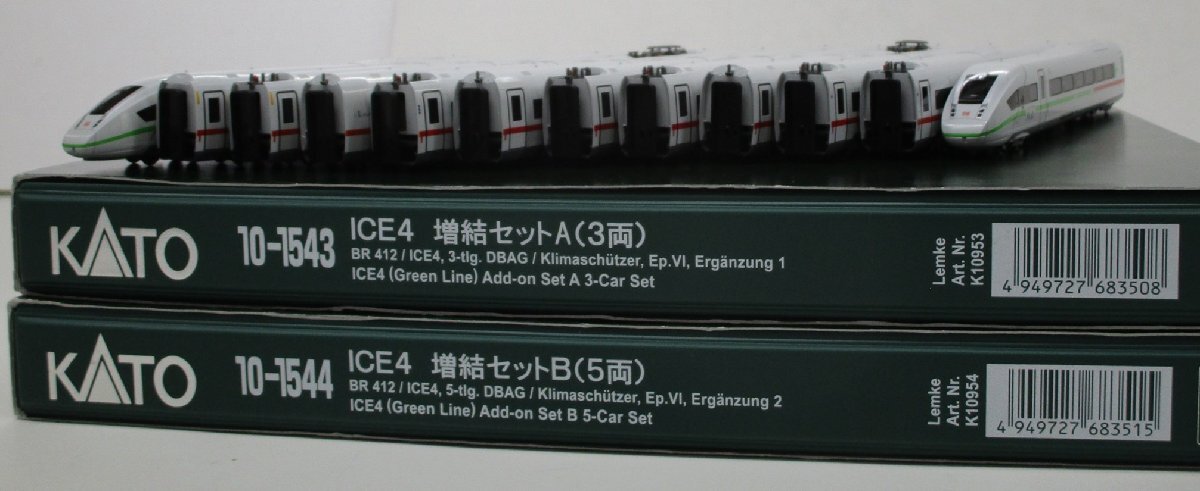 KATO
10-1543
ICE4 増結セットA(3両)
BR 412 / ICE4, 3-tlg. DBAG / Klimaschützer, Ep.VI, Ergänzung 1
ICE4 (Green Line) Add-on Set A 3-Car Set
Lemke
Art. Nr.
K10953
4 949727 683508
KATO
10-1544
ICE4 増結セットB(5両)
BR 412 / ICE4, 5-tlg. DBAG / Klimaschützer, Ep.VI, Ergänzung 2
ICE4 (Green Line) Add-on Set B 5-Car Set
Lemke
Art. Nr.
K10954
4 949727 683515